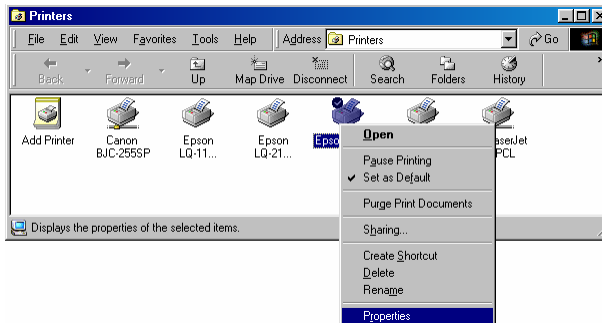 Printers
File Edit View Favorites Tools Help Address Printers Go
Back Forward Up Map Drive Disconnect Search Folders History
Add Printer Canon BJC-255SP Epson LQ-11... Epson LQ-21...
Open
Pause Printing
Set as Default
Purge Print Documents
Sharing...
Create Shortcut
Delete
Rename
Properties
PCL
Displays the properties of the selected items.